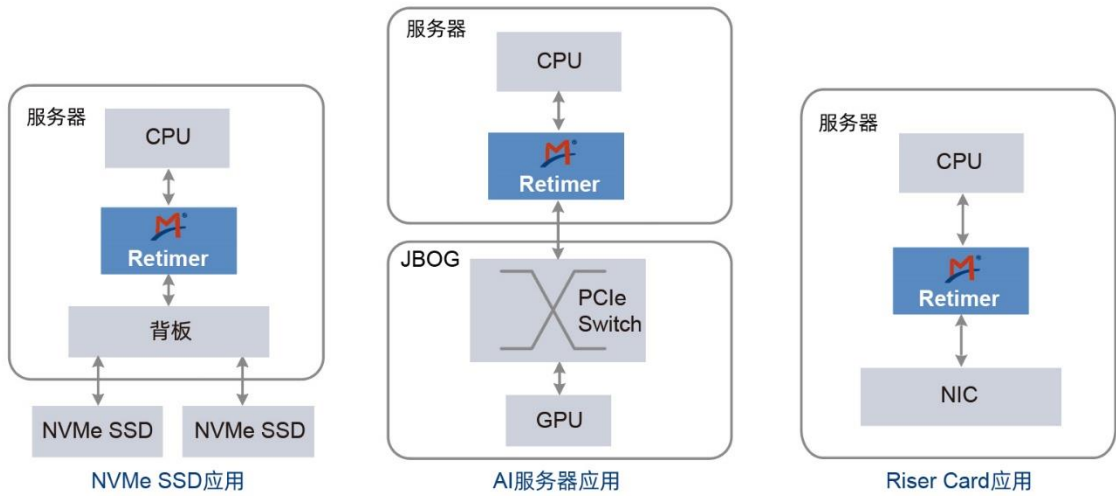 服务器
CPU
Retimer
背板
NVMe SSD
NVMe SSD
NVMe SSD应用
服务器
CPU
Retimer
JBOG
PCIe
Switch
GPU
AI服务器应用
服务器
CPU
Retimer
NIC
Riser Card应用